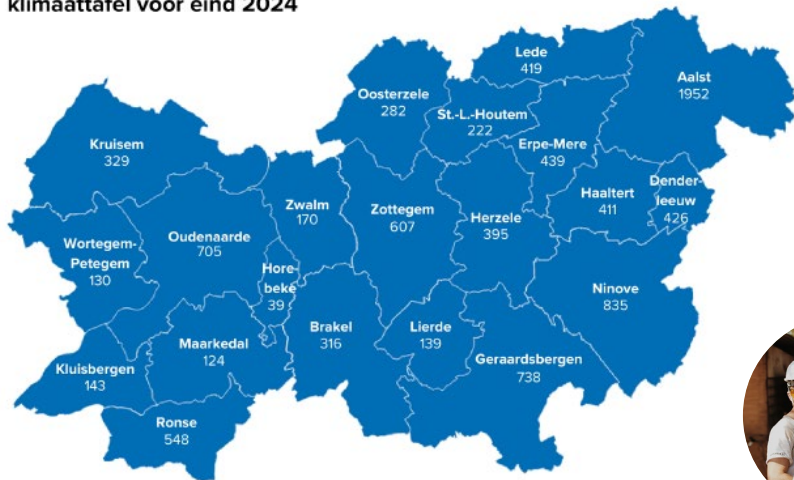 klimaattafel voor eind 2024
Lede
419
Aalst
1952
Oosterzele
282
St.-L.-Houtem
222
Erpe-Mere
439
Kruisem
329
Haaltert
411
Dender-
leeuw
426
Zwalm
170
Zottegem
607
Herzele
395
Oudenaarde
705
Wortegem-
Petegem
130
Hore-
beke
39
Ninove
835
Brakel
316
Lierde
139
Maarkedal
124
Geraardsbergen
738
Kluisbergen
143
Ronse
548